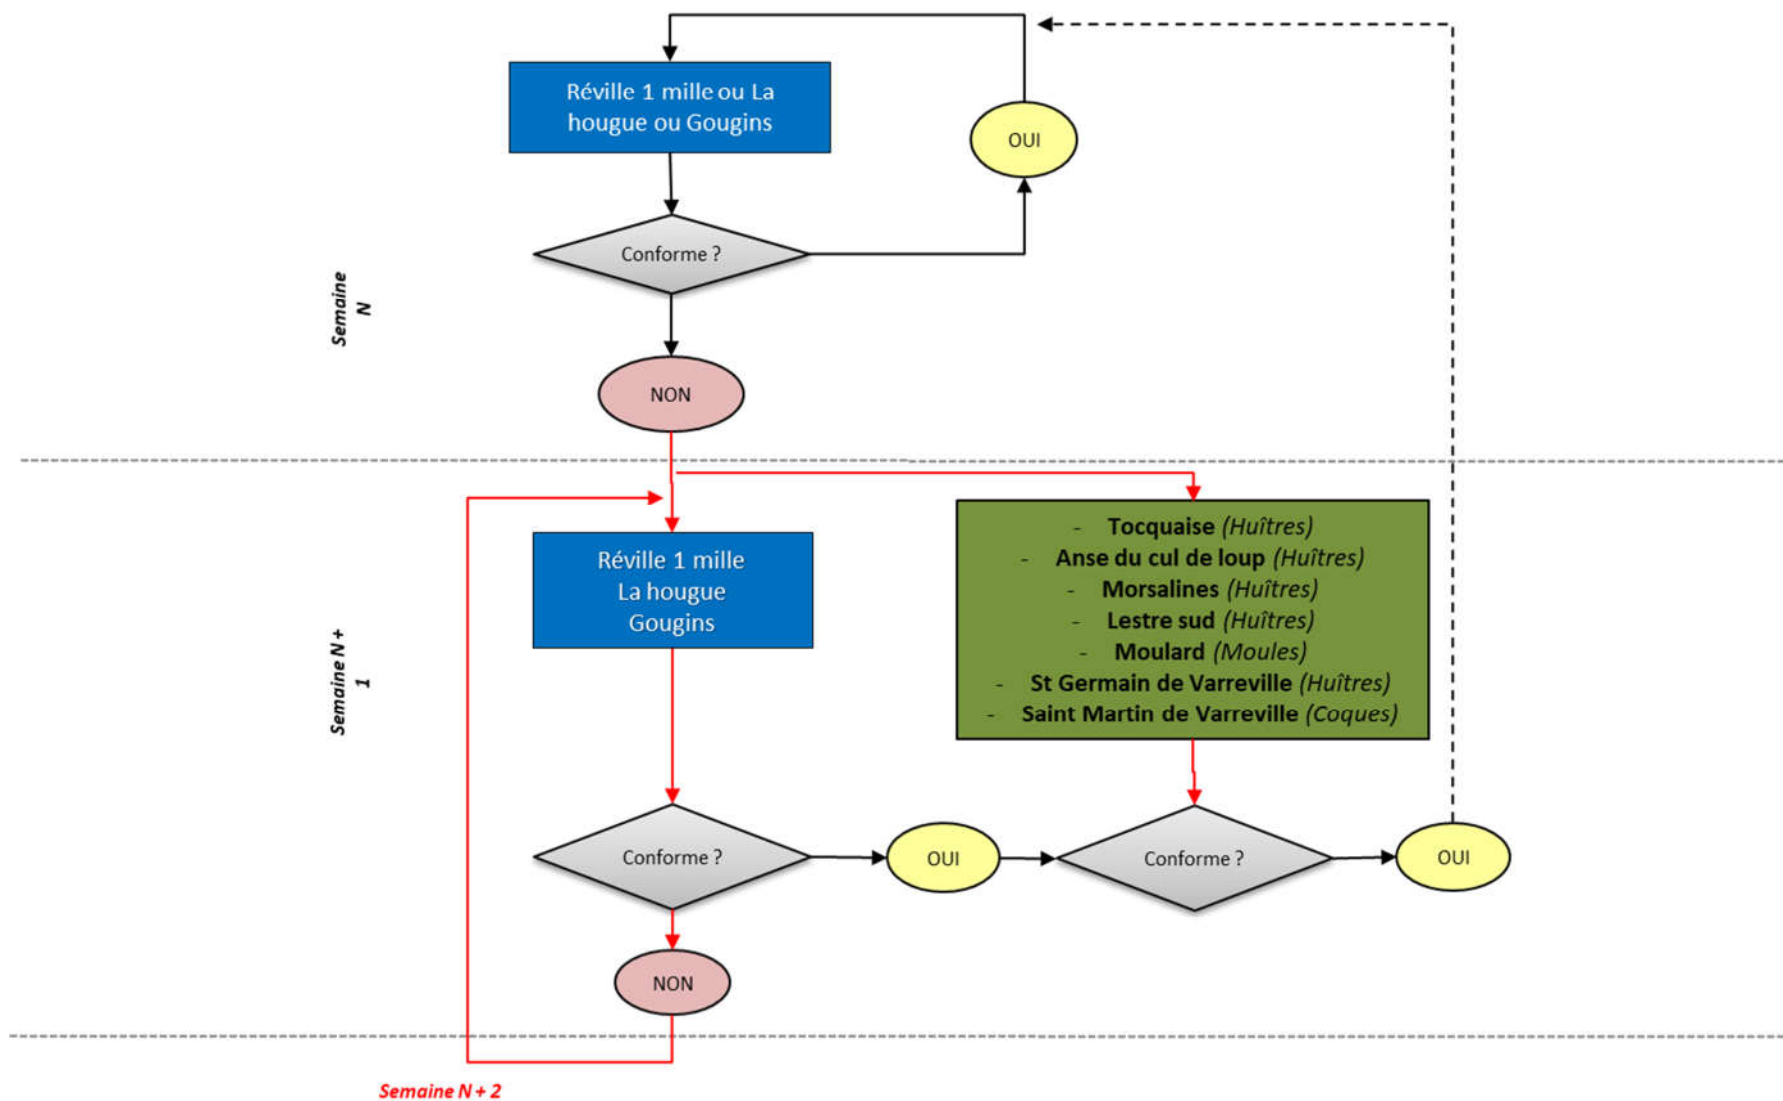 Réville 1 mille ou La
hougue ou Gougins
OUI
Conforme ?
Semaine
N
NON
Réville 1 mille
La hougue
Gougins
- Tocquaise (Huîtres)
- Anse du cul de loup (Huîtres)
- Morsalines (Huîtres)
- Lestre sud (Huîtres)
- Moulard (Moules)
- St Germain de Varreville (Huîtres)
- Saint Martin de Varreville (Coques)
Semaine N +
1
Conforme ?
OUI
Conforme ?
OUI
NON
Semaine N + 2